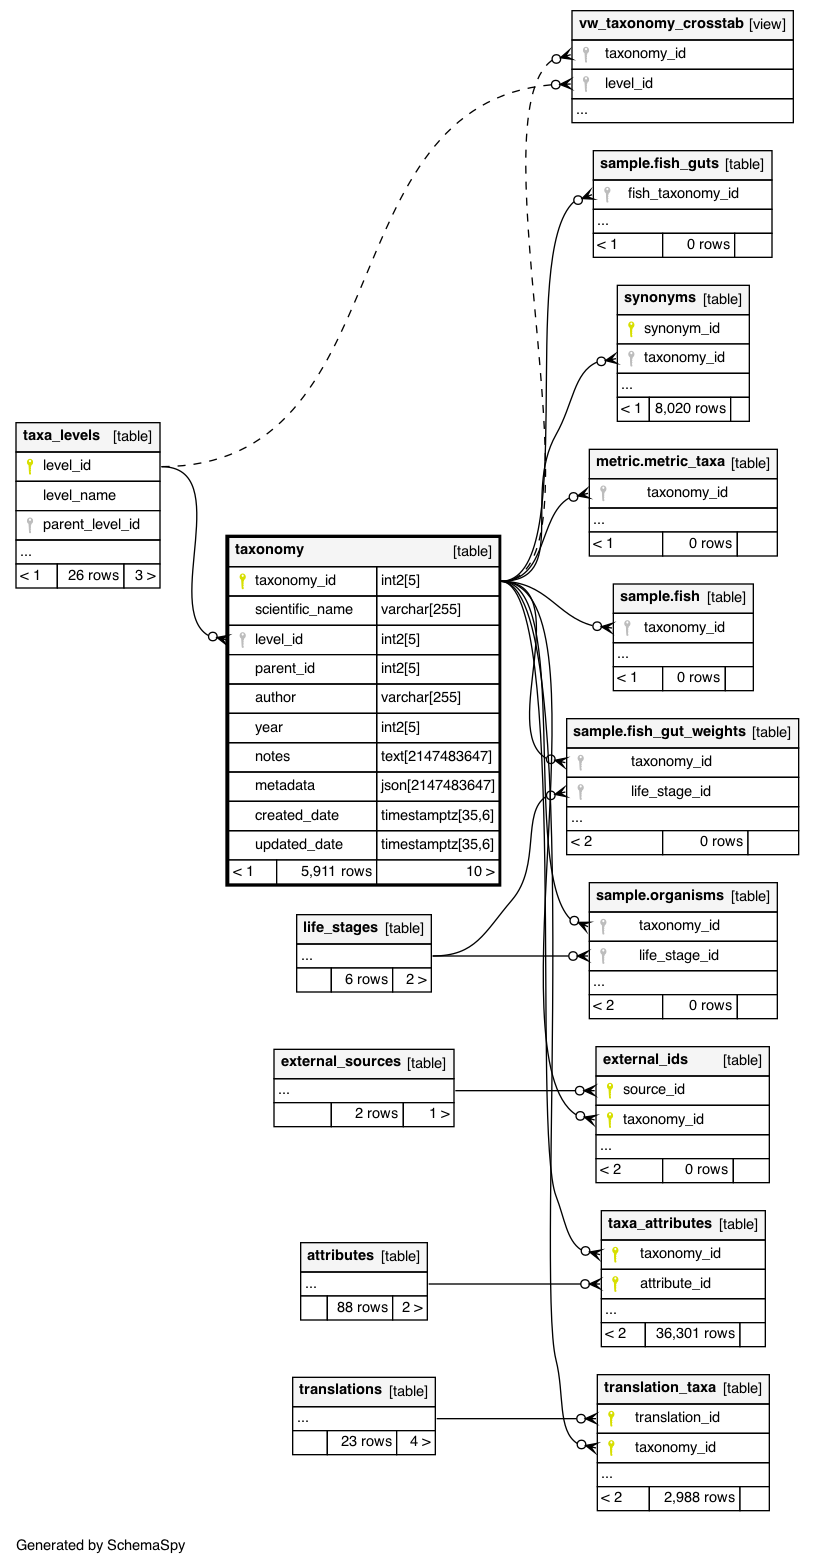 vw_taxonomy_crosstab [view]
taxonomy_id
level_id
...
sample.fish_guts [table]
fish_taxonomy_id
...
< 1 0 rows
synonyms [table]
synonym_id
taxonomy_id
...
< 1 8,020 rows
taxa_levels [table]
level_id
level_name
parent_level_id
...
< 1 26 rows 3 >
metric.metric_taxa [table]
taxonomy_id
...
< 1 0 rows
taxonomy [table]
taxonomy_id int2[5]
scientific_name varchar[255]
level_id int2[5]
parent_id int2[5]
author varchar[255]
year int2[5]
notes text[2147483647]
metadata json[2147483647]
created_date timestamptz[35,6]
updated_date timestamptz[35,6]
< 1 5,911 rows 10 >
sample.fish [table]
taxonomy_id
...
< 1 0 rows
sample.fish_gut_weights [table]
taxonomy_id
life_stage_id
...
< 2 0 rows
life_stages [table]
...
6 rows 2 >
sample.organisms [table]
taxonomy_id
life_stage_id
...
< 2 0 rows
external_sources [table]
...
2 rows 1 >
external_ids [table]
source_id
taxonomy_id
...
< 2 0 rows
attributes [table]
...
88 rows 2 >
taxa_attributes [table]
taxonomy_id
attribute_id
...
< 2 36,301 rows
translations [table]
...
23 rows 4 >
translation_taxa [table]
translation_id
taxonomy_id
...
< 2 2,988 rows
Generated by SchemaSpy